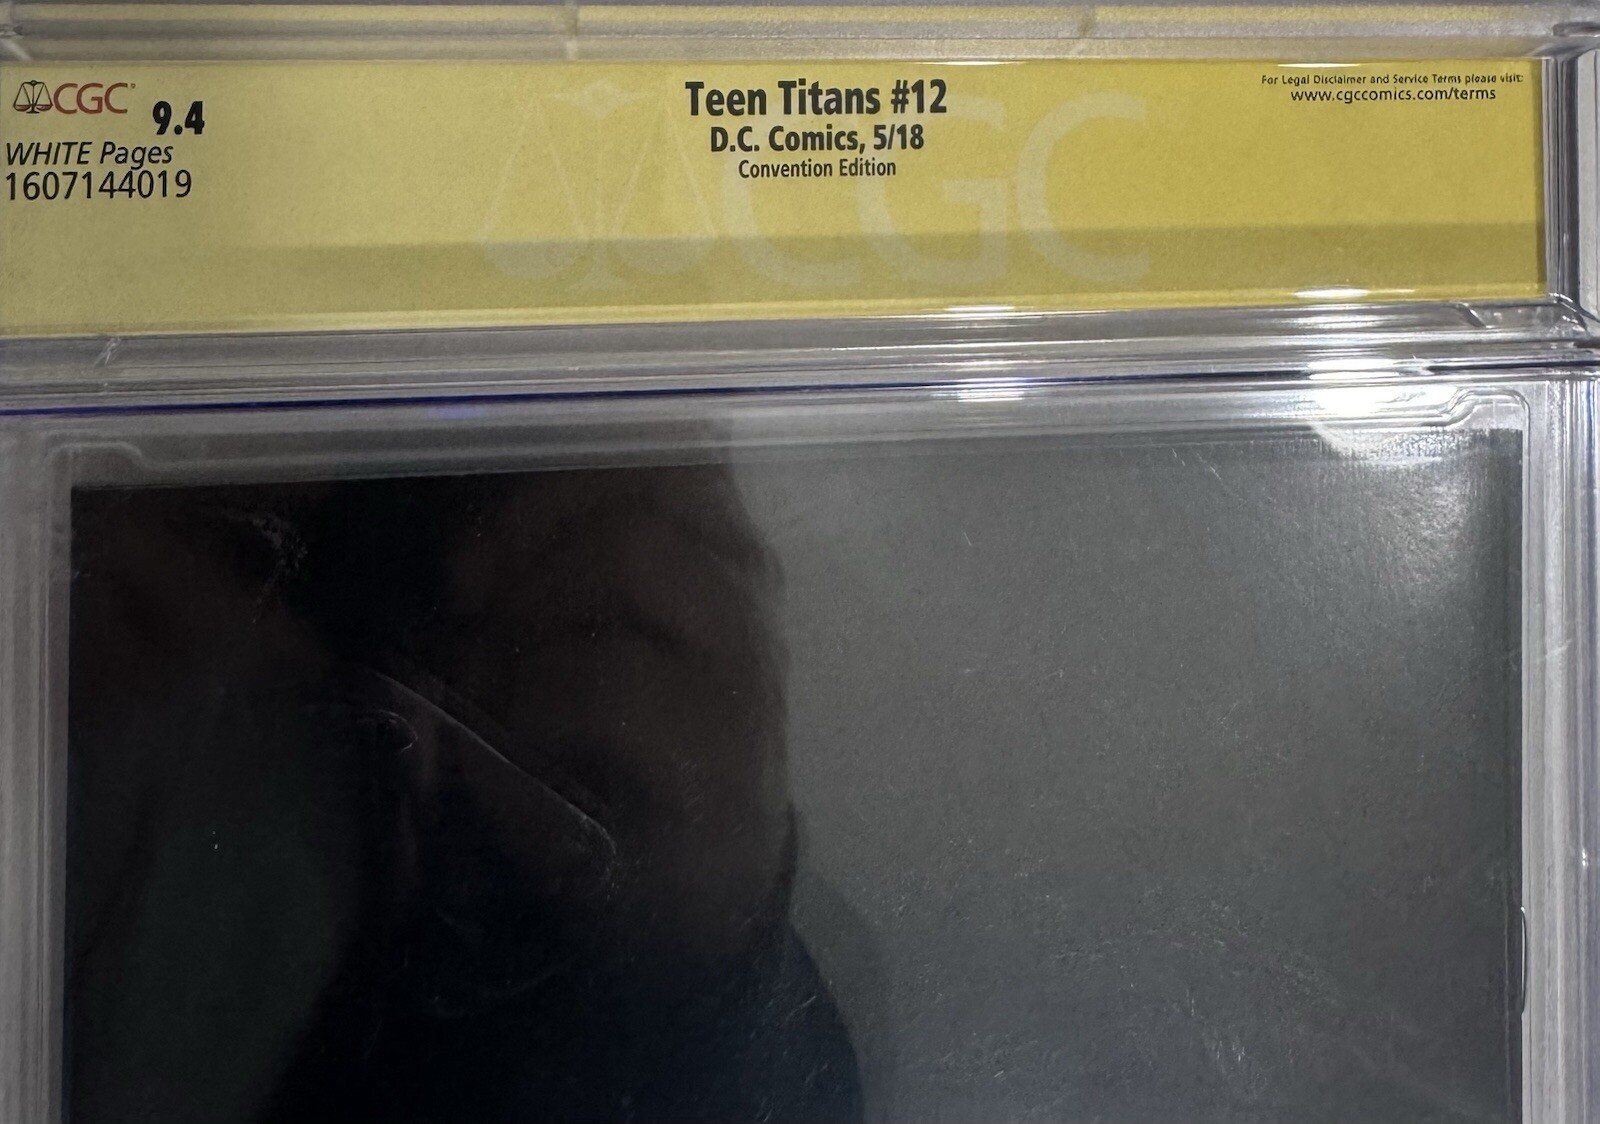 CGC 9.4
WHITE Pages
1607144019
Teen Titans #12
D.C. Comics, 5/18
Convention Edition
For Legal Disclaimer and Service Terms please visit:
www.cgccomics.com/terms
CGC